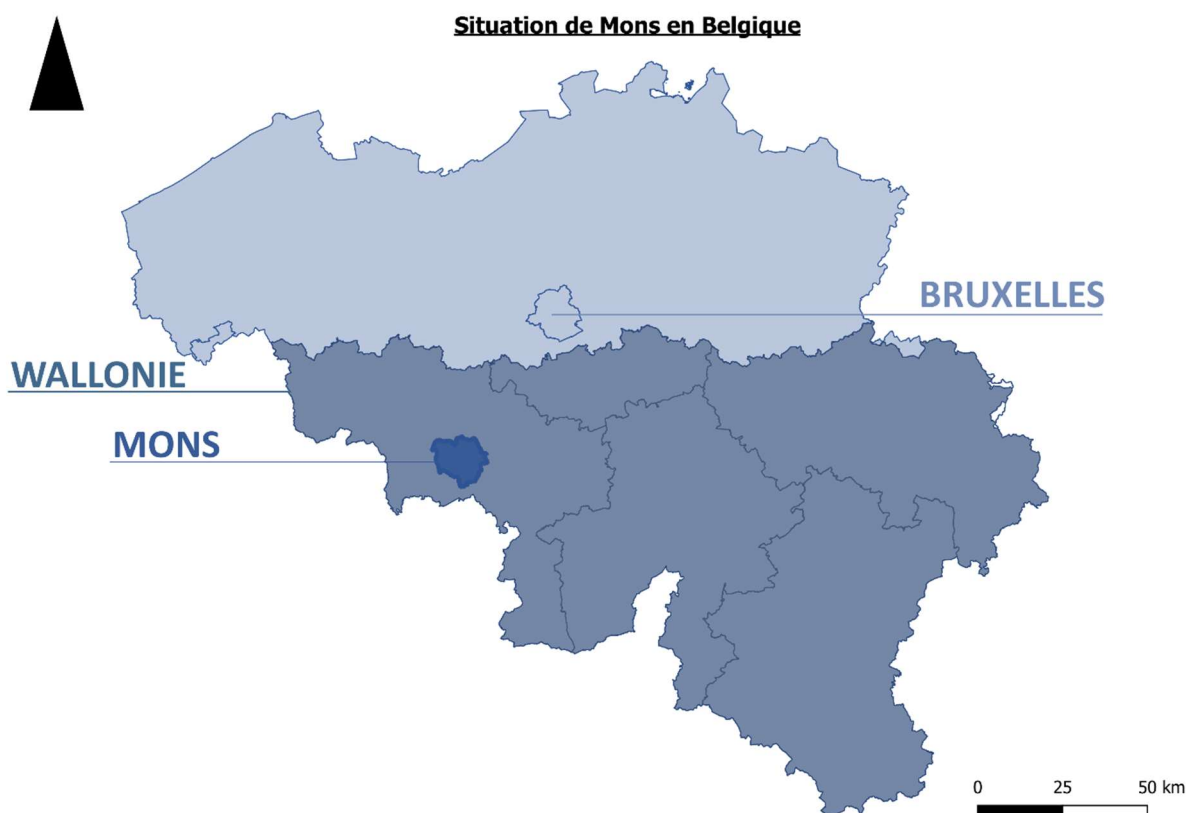 Situation de Mons en Belgique
BRUXELLES
WALLONIE
MONS
0 25 50 km